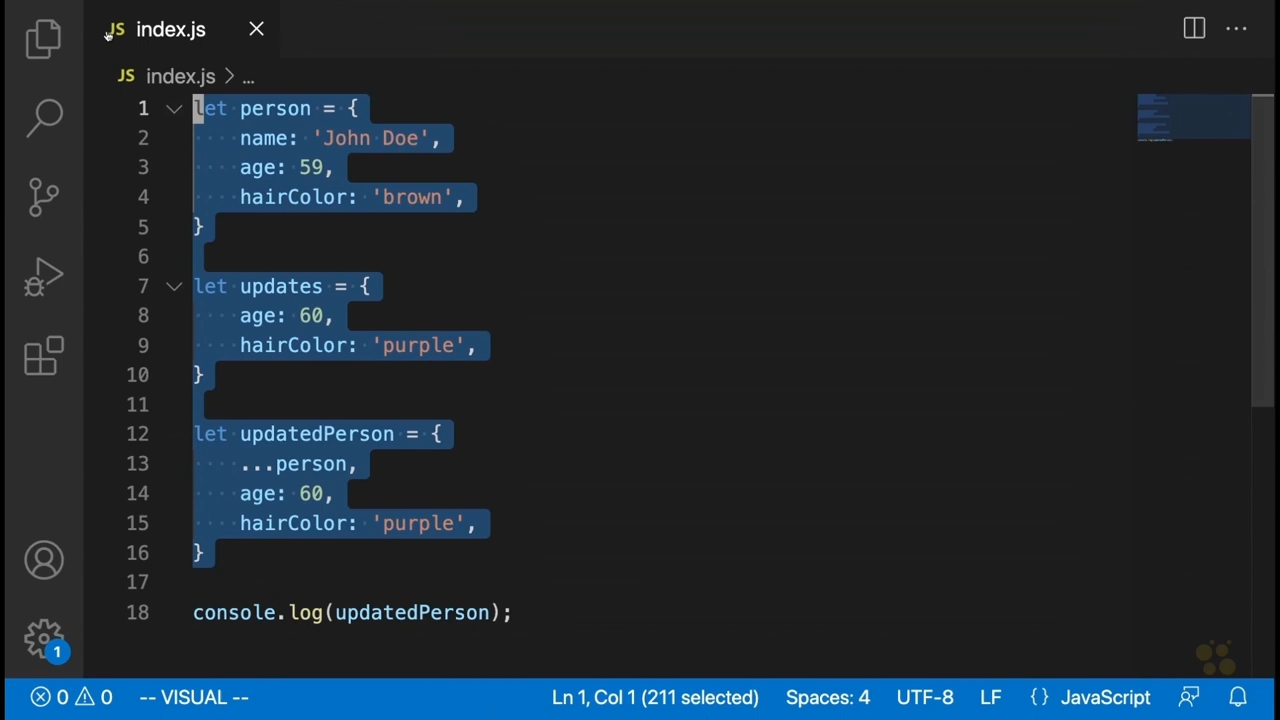 JS index.js
JS index.js > ...
1 let person = {
2 name: 'John Doe',
3 age: 59,
4 hairColor: 'brown',
5 }
6
7 let updates = {
8 age: 60,
9 hairColor: 'purple',
10 }
11
12 let updatedPerson = {
13 ...person,
14 age: 60,
15 hairColor: 'purple',
16 }
17
18 console.log(updatedPerson);
1
0 0 -- VISUAL -- Ln 1, Col 1 (211 selected) Spaces: 4 UTF-8 LF {} JavaScript